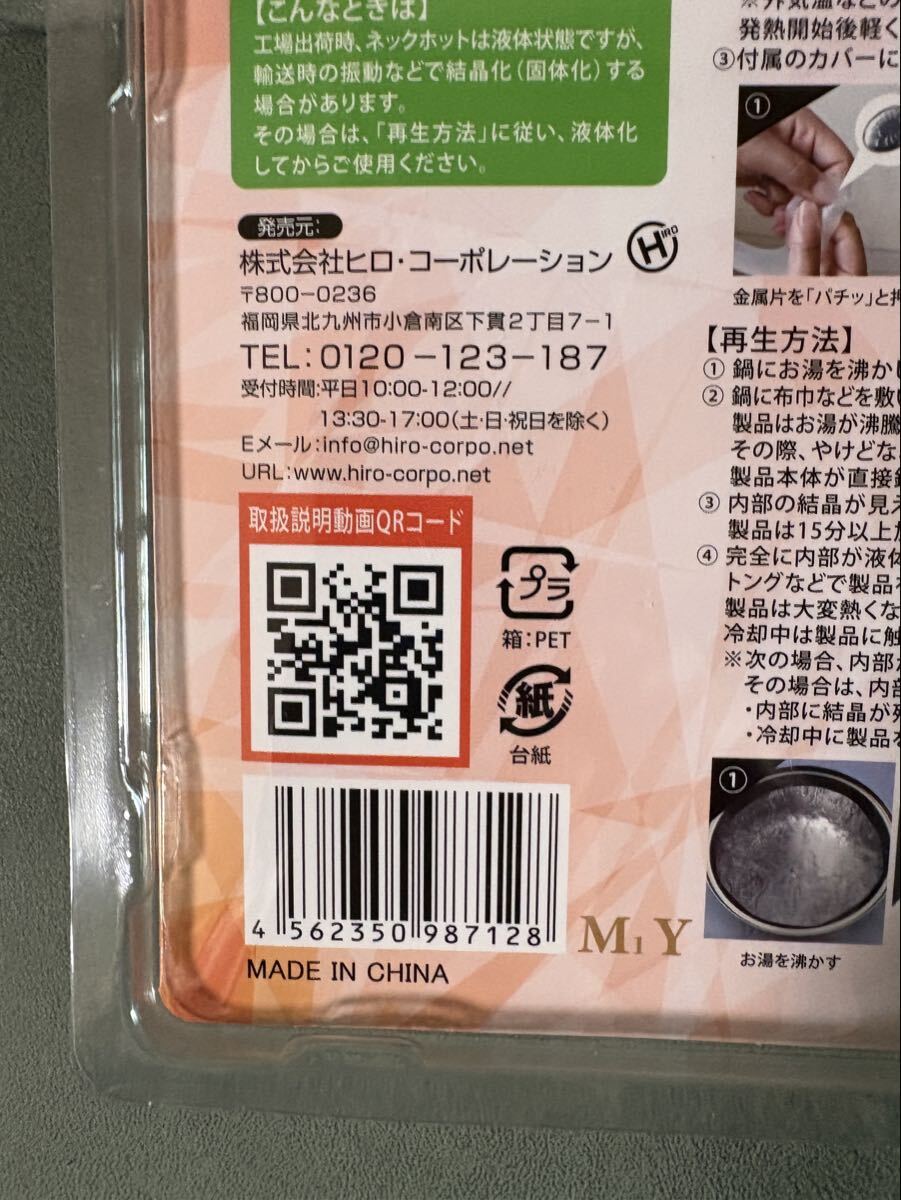 【こんなときは】
工場出荷時、ネックホットは液体状態ですが、
輸送時の振動などで結晶化（固体化）する
場合があります。
その場合は、「再生方法」に従い、液体化
してからご使用ください。
発売元:
株式会社ヒロ・コーポレーション
HIRO
〒800-0236
福岡県北九州市小倉南区下貫2丁目7-1
TEL:0120-123-187
受付時間:平日10:00-12:00//
13:30-17:00(土・日・祝日を除く)
Eメール:info@hiro-corpo.net
URL:www.hiro-corpo.net
取扱説明動画QRコード
プラ
箱:PET
紙
台紙
4 562350 987128
MADE IN CHINA
M1 Y
発熱開始後軽く
③付属のカバーに
①
金属片を「パチッ」と押
【再生方法】
① 鍋にお湯を沸かし
② 鍋に布巾などを敷い
製品はお湯が沸騰
その際、やけどな
製品本体が直接
③ 内部の結晶が見え
製品は15分以上
④ 完全に内部が液体
トングなどで製品を
製品は大変熱くな
冷却中は製品に触
※次の場合、内部
その場合は、内部
・内部に結晶が残
・冷却中に製品を
①
お湯を沸かす